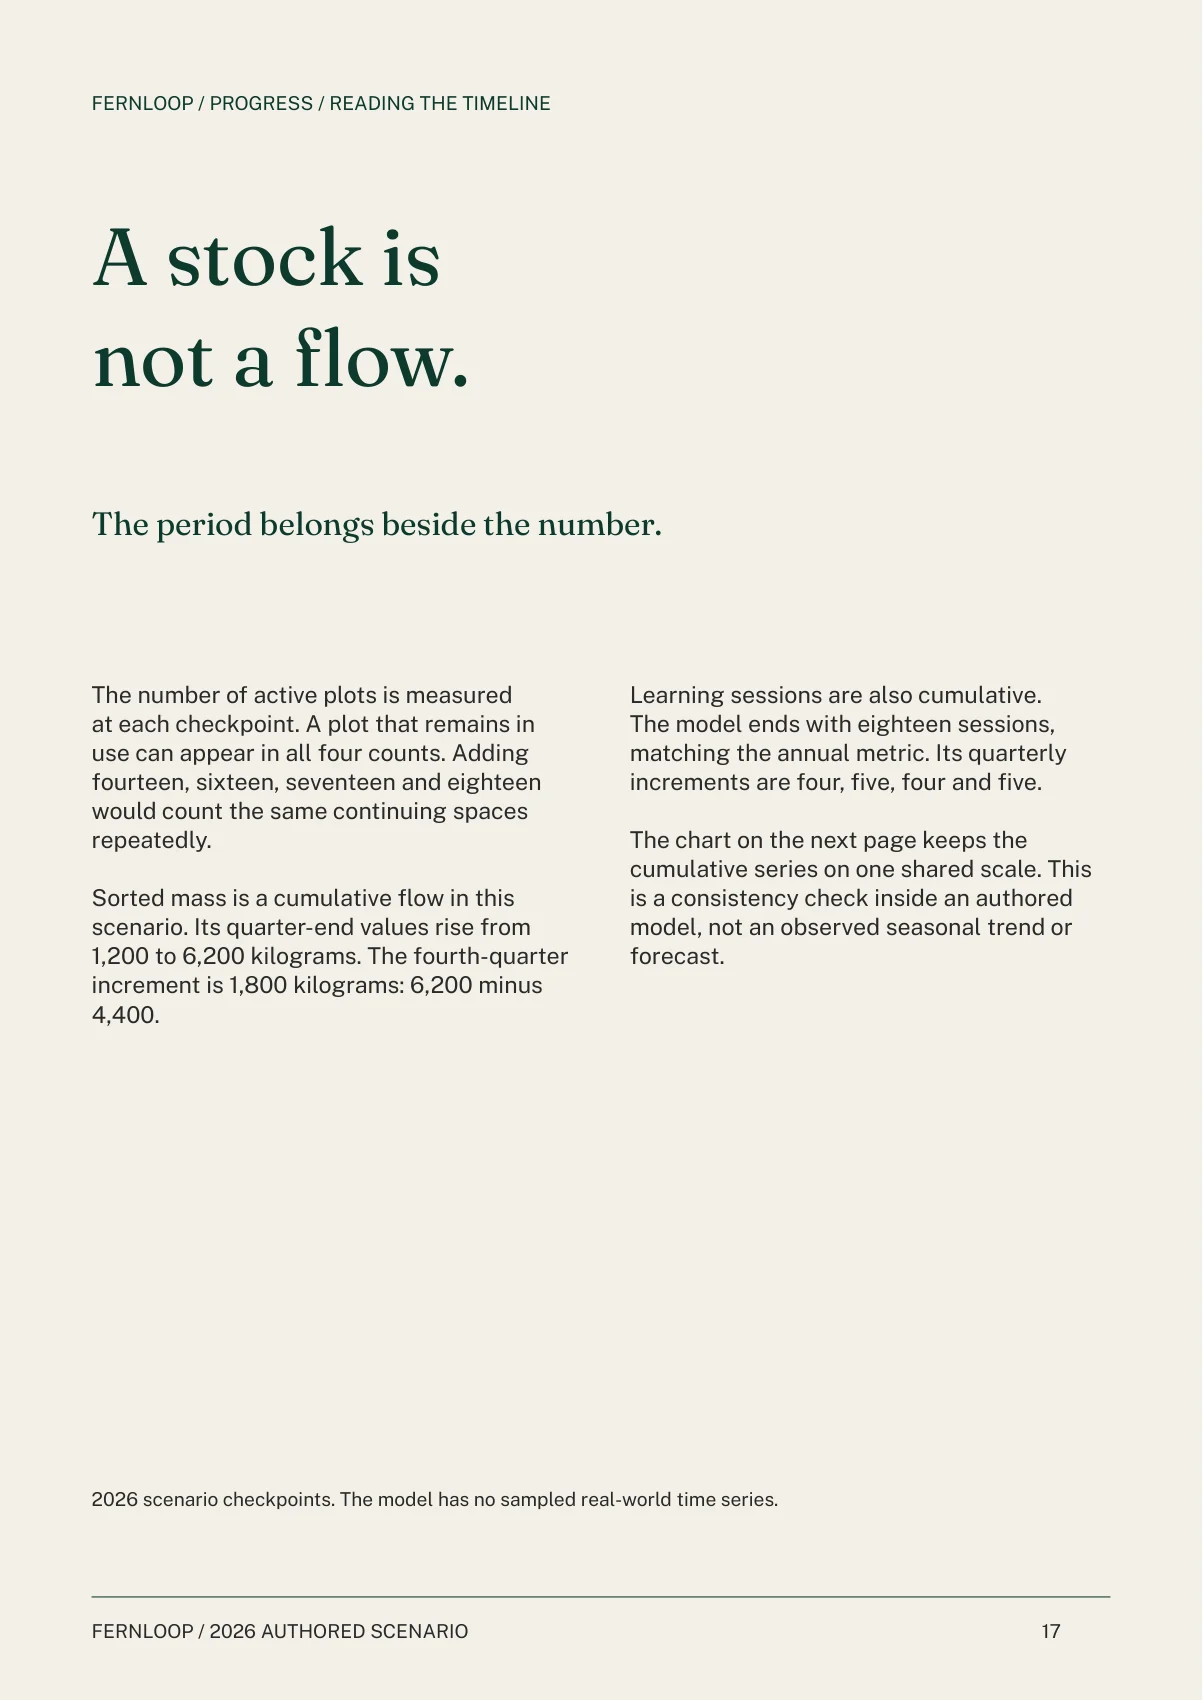 FERNLOOP / PROGRESS / READING THE TIMELINE
A stock is
not a flow.
The period belongs beside the number.
The number of active plots is measured
at each checkpoint. A plot that remains in
use can appear in all four counts. Adding
fourteen, sixteen, seventeen and eighteen
would count the same continuing spaces
repeatedly.
Sorted mass is a cumulative flow in this
scenario. Its quarter-end values rise from
1,200 to 6,200 kilograms. The fourth-quarter
increment is 1,800 kilograms: 6,200 minus
4,400.
Learning sessions are also cumulative.
The model ends with eighteen sessions,
matching the annual metric. Its quarterly
increments are four, five, four and five.
The chart on the next page keeps the
cumulative series on one shared scale. This
is a consistency check inside an authored
model, not an observed seasonal trend or
forecast.
2026 scenario checkpoints. The model has no sampled real-world time series.
FERNLOOP / 2026 AUTHORED SCENARIO
17